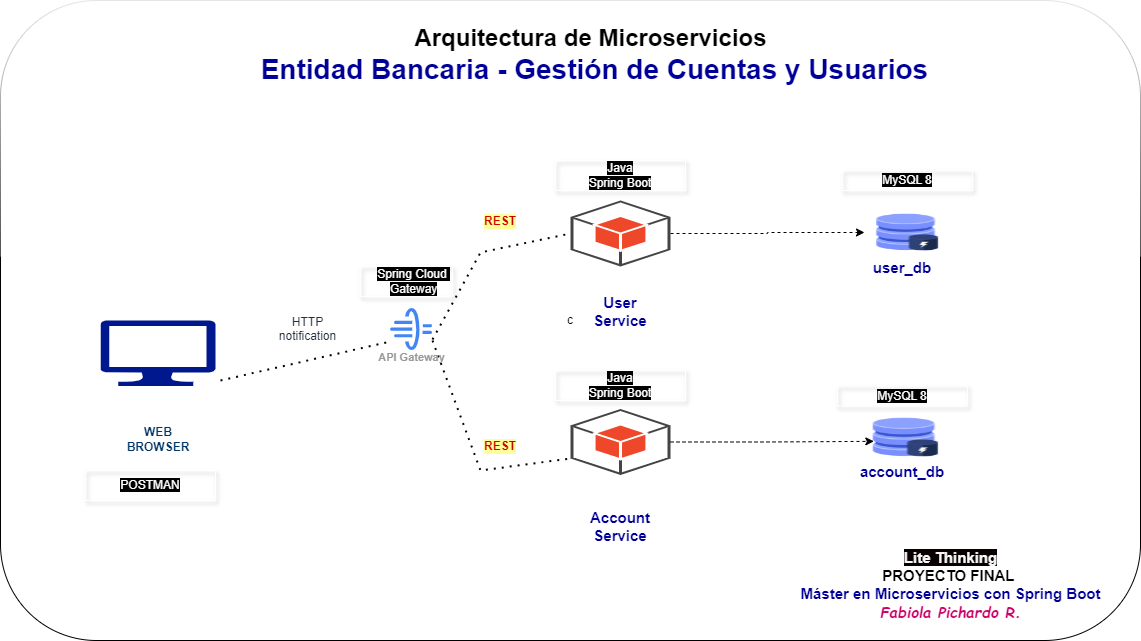 Arquitectura de Microservicios
Entidad Bancaria - Gestión de Cuentas y Usuarios
Java
Spring Boot
MySQL 8
REST
user_db
Spring Cloud
Gateway
User
Service
c
HTTP
notification
API Gateway
Java
Spring Boot
MySQL 8
WEB
BROWSER
REST
account_db
POSTMAN
Account
Service
Lite Thinking
PROYECTO FINAL
Máster en Microservicios con Spring Boot
Fabiola Pichardo R.